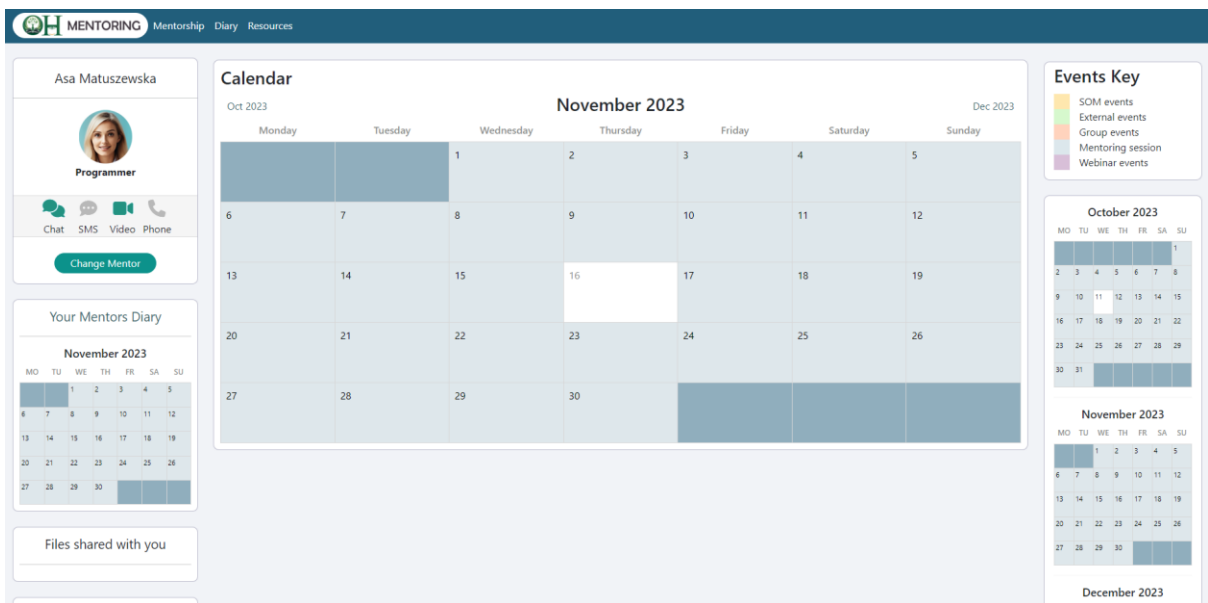 OH MENTORING Mentorship Diary Resources
Asa Matuszewska
Programmer
Chat SMS Video Phone
Change Mentor
Your Mentors Diary
November 2023
MO TU WE TH FR SA SU
1 2 3 4 5
6 7 8 9 10 11 12
13 14 15 16 17 18 19
20 21 22 23 24 25 26
27 28 29 30
Files shared with you
Calendar
Oct 2023 November 2023 Dec 2023
Monday Tuesday Wednesday Thursday Friday Saturday Sunday
1 2 3 4 5
6 7 8 9 10 11 12
13 14 15 16 17 18 19
20 21 22 23 24 25 26
27 28 29 30
Events Key
SOM events
External events
Group events
Mentoring session
Webinar events
October 2023
MO TU WE TH FR SA SU
1
2 3 4 5 6 7 8
9 10 11 12 13 14 15
16 17 18 19 20 21 22
23 24 25 26 27 28 29
30 31
November 2023
MO TU WE TH FR SA SU
1 2 3 4 5
6 7 8 9 10 11 12
13 14 15 16 17 18 19
20 21 22 23 24 25 26
27 28 29 30
December 2023